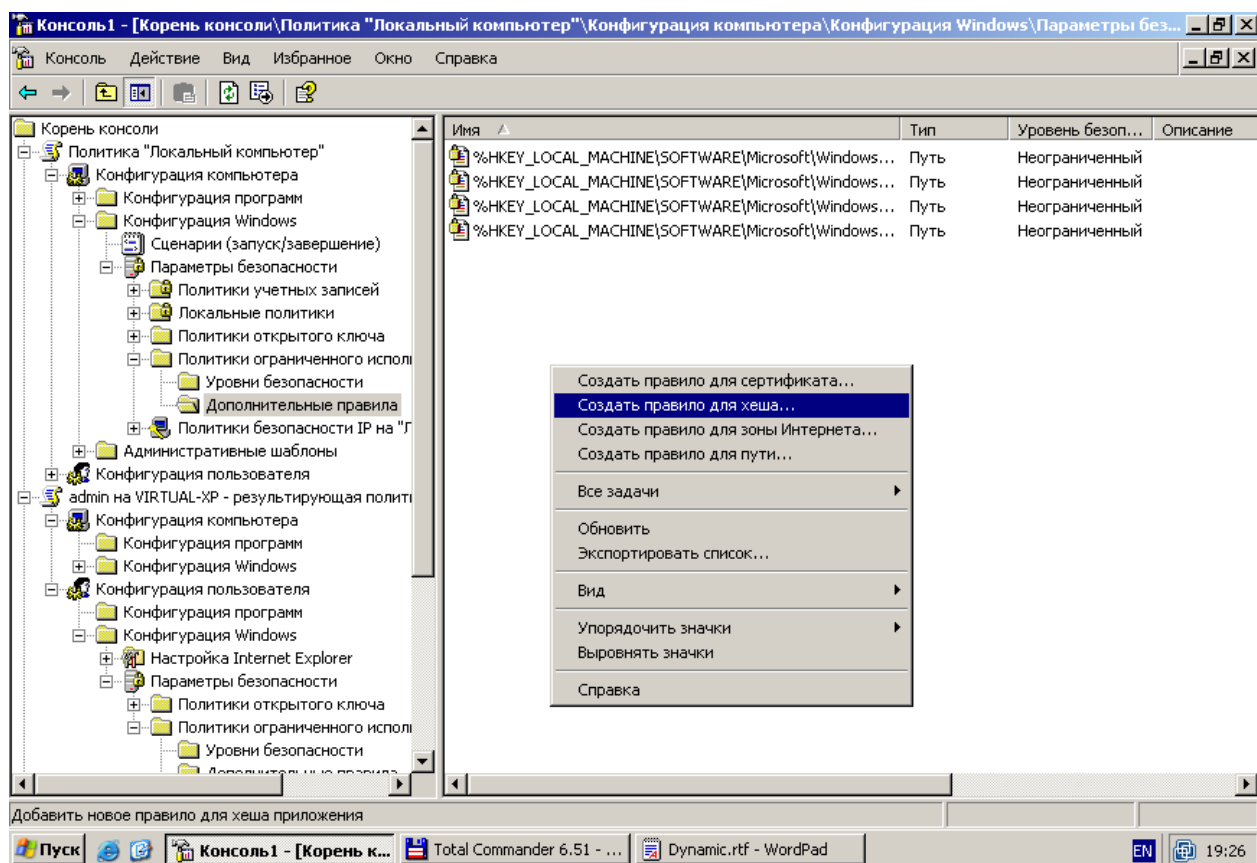 Консоль1 - [Корень консоли\Политика "Локальный компьютер"\Конфигурация компьютера\Конфигурация Windows\Параметры без...
Консоль Действие Вид Избранное Окно Справка
Корень консоли
Политика "Локальный компьютер"
Конфигурация компьютера
Конфигурация программ
Конфигурация Windows
Сценарии (запуск/завершение)
Параметры безопасности
Политики учетных записей
Локальные политики
Политики открытого ключа
Политики ограниченного исполь
Уровни безопасности
Дополнительные правила
Политики безопасности IP на "Л
Административные шаблоны
Конфигурация пользователя
admin на VIRTUAL-XP - результирующая полити
Конфигурация компьютера
Конфигурация программ
Конфигурация Windows
Конфигурация пользователя
Конфигурация программ
Конфигурация Windows
Настройка Internet Explorer
Параметры безопасности
Политики открытого ключа
Политики ограниченного исполь
Уровни безопасности
Дополнительные правила
Имя Тип Уровень безоп... Описание
%HKEY_LOCAL_MACHINE\SOFTWARE\Microsoft\Windows... Путь Неограниченный
%HKEY_LOCAL_MACHINE\SOFTWARE\Microsoft\Windows... Путь Неограниченный
%HKEY_LOCAL_MACHINE\SOFTWARE\Microsoft\Windows... Путь Неограниченный
%HKEY_LOCAL_MACHINE\SOFTWARE\Microsoft\Windows... Путь Неограниченный
Создать правило для сертификата...
Создать правило для хеша...
Создать правило для зоны Интернета...
Создать правило для пути...
Все задачи
Обновить
Экспортировать список...
Вид
Упорядочить значки
Выровнять значки
Справка
Добавить новое правило для хеша приложения
Пуск Консоль1 - [Корень к... Total Commander 6.51 - ... Dynamic.rtf - WordPad EN 19:26